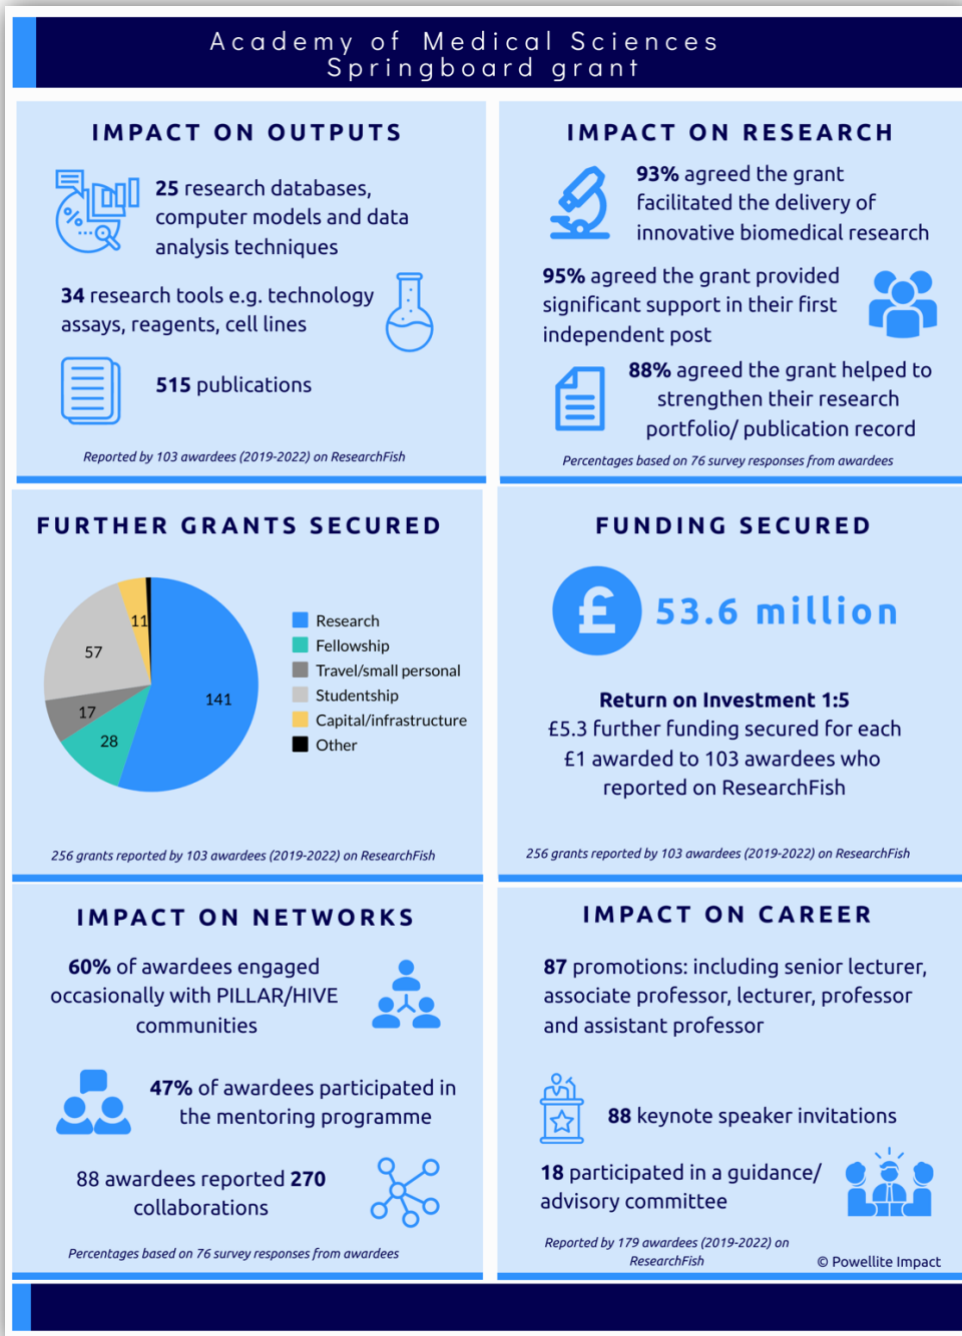 Academy of Medical Sciences
Springboard grant
IMPACT ON OUTPUTS
25 research databases,
computer models and data
analysis techniques
34 research tools e.g. technology
assays, reagents, cell lines
515 publications
Reported by 103 awardees (2019-2022) on ResearchFish
IMPACT ON RESEARCH
93% agreed the grant
facilitated the delivery of
innovative biomedical research
95% agreed the grant provided
significant support in their first
independent post
88% agreed the grant helped to
strengthen their research
portfolio/ publication record
Percentages based on 76 survey responses from awardees
FURTHER GRANTS SECURED
11
57
17
28
141
Research
Fellowship
Travel/small personal
Studentship
Capital/infrastructure
Other
256 grants reported by 103 awardees (2019-2022) on ResearchFish
FUNDING SECURED
£ 53.6 million
Return on Investment 1:5
£5.3 further funding secured for each
£1 awarded to 103 awardees who
reported on ResearchFish
256 grants reported by 103 awardees (2019-2022) on ResearchFish
IMPACT ON NETWORKS
60% of awardees engaged
occasionally with PILLAR/HIVE
communities
47% of awardees participated in
the mentoring programme
88 awardees reported 270
collaborations
Percentages based on 76 survey responses from awardees
IMPACT ON CAREER
87 promotions: including senior lecturer,
associate professor, lecturer, professor
and assistant professor
88 keynote speaker invitations
18 participated in a guidance/
advisory committee
Reported by 179 awardees (2019-2022) on
ResearchFish
© Powellite Impact
%